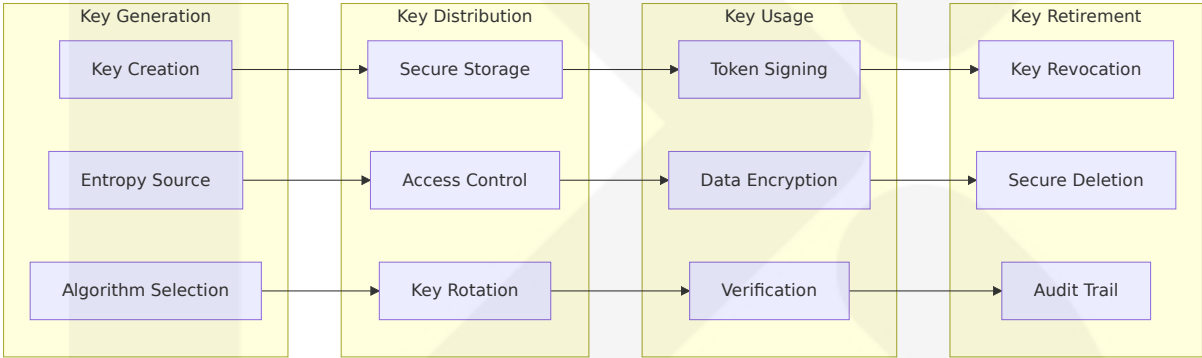 Key Generation
Key Distribution
Key Usage
Key Retirement
Key Creation
Secure Storage
Token Signing
Key Revocation
Entropy Source
Access Control
Data Encryption
Secure Deletion
Algorithm Selection
Key Rotation
Verification
Audit Trail